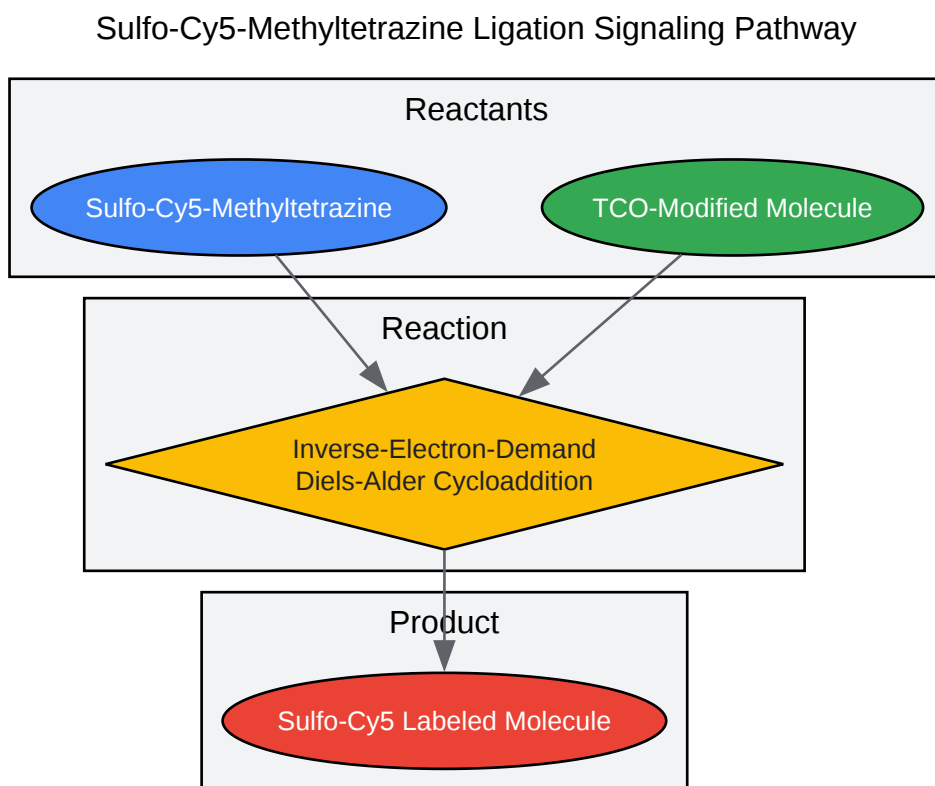 Sulfo-Cy5-Methyltetrazine Ligation Signaling Pathway
Reactants
Sulfo-Cy5-Methyltetrazine
TCO-Modified Molecule
Reaction
Inverse-Electron-Demand
Diels-Alder Cycloaddition
Product
Sulfo-Cy5 Labeled Molecule